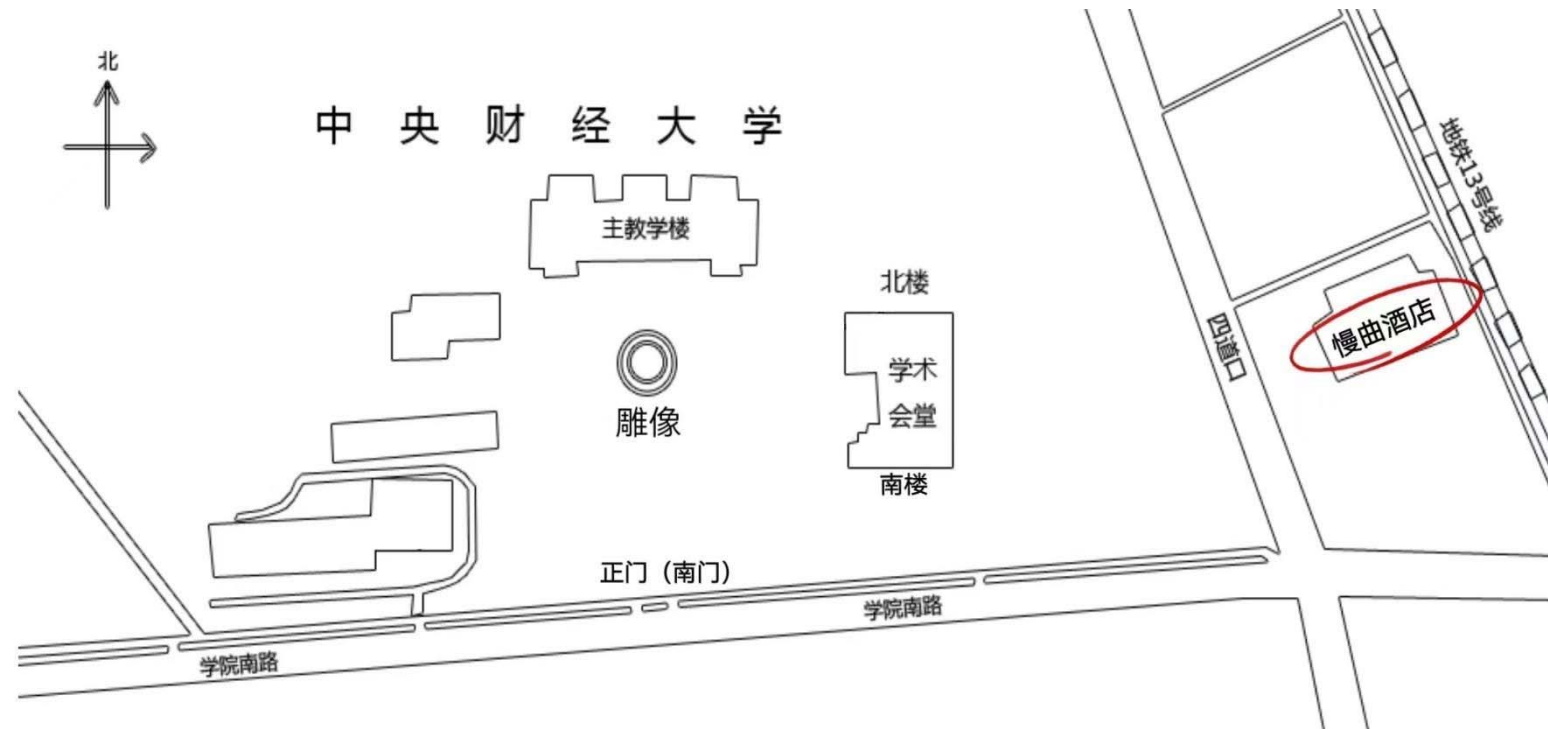 北
中央财经大学
地铁13号线
主教学楼
北楼
慢曲酒店
四道口
学术
会堂
雕像
南楼
正门（南门）
学院南路
学院南路